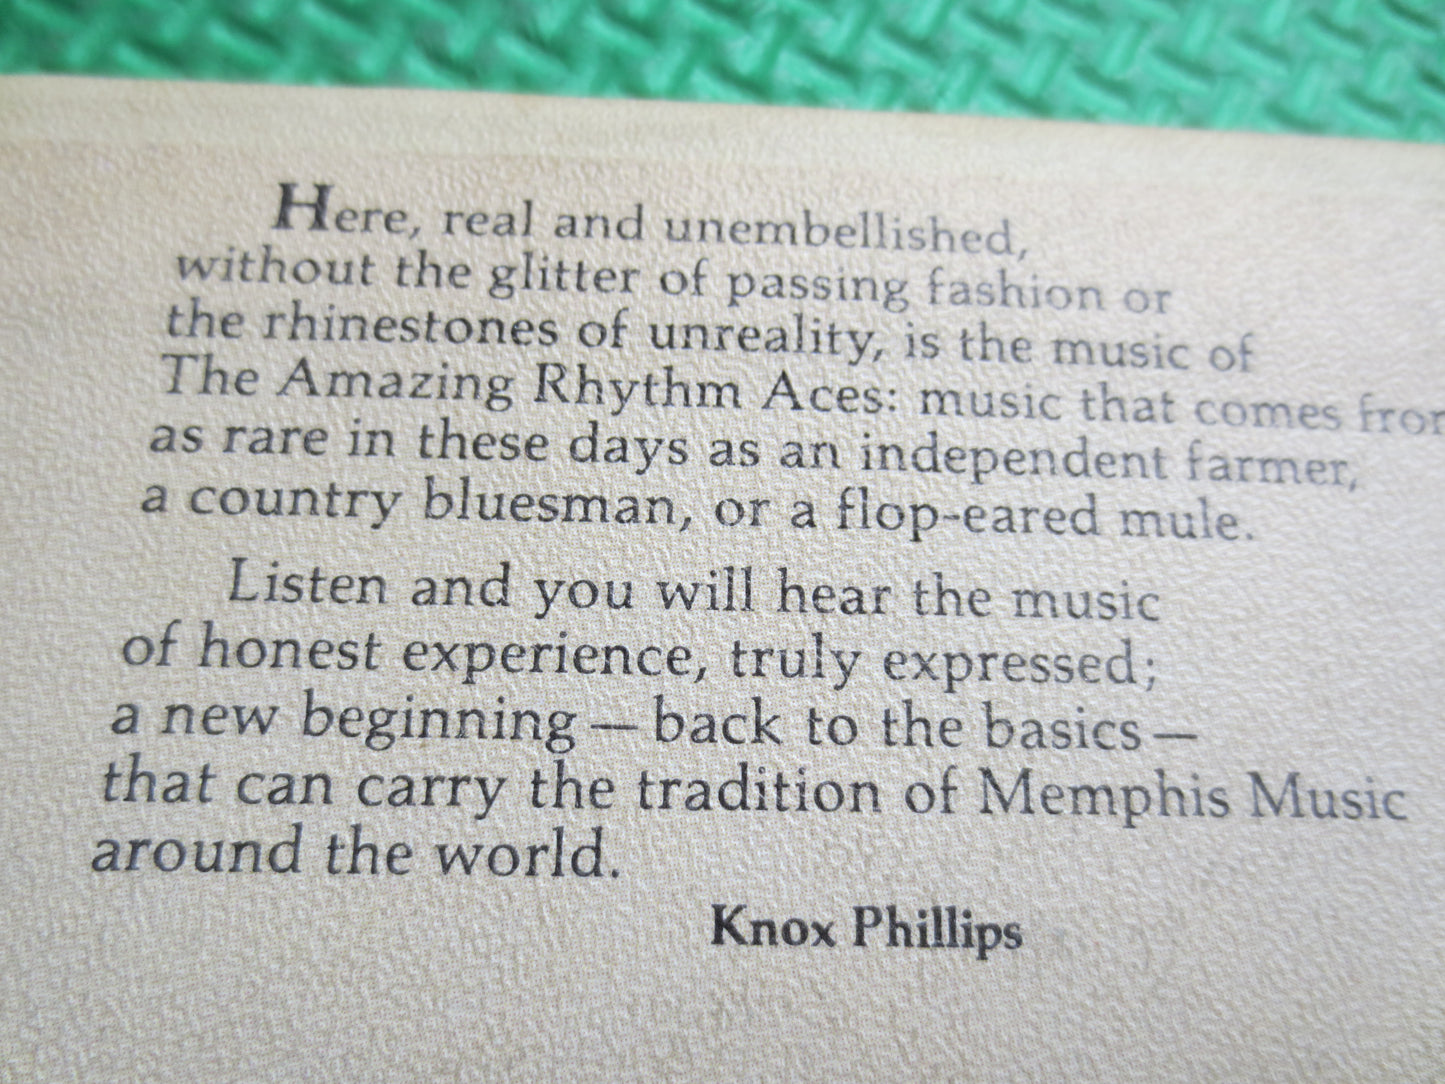 Here, real and unembellished,
without the glitter of passing fashion or
the rhinestones of unreality, is the music of
The Amazing Rhythm Aces: music that comes from
as rare in these days as an independent farmer,
a country bluesman, or a flop-eared mule.
Listen and you will hear the music
of honest experience, truly expressed;
a new beginning — back to the basics —
that can carry the tradition of Memphis Music
around the world.
Knox Phillips